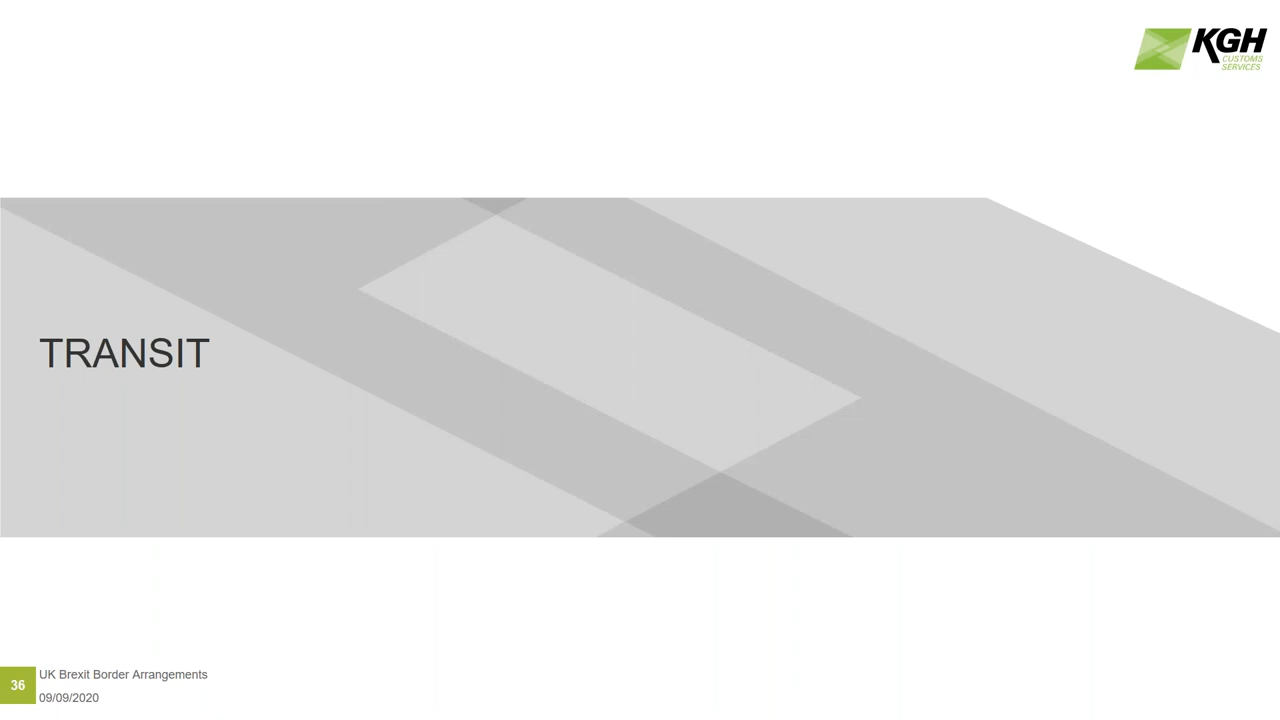 KGH
CUSTOMS
SERVICES
TRANSIT
36
UK Brexit Border Arrangements
09/09/2020